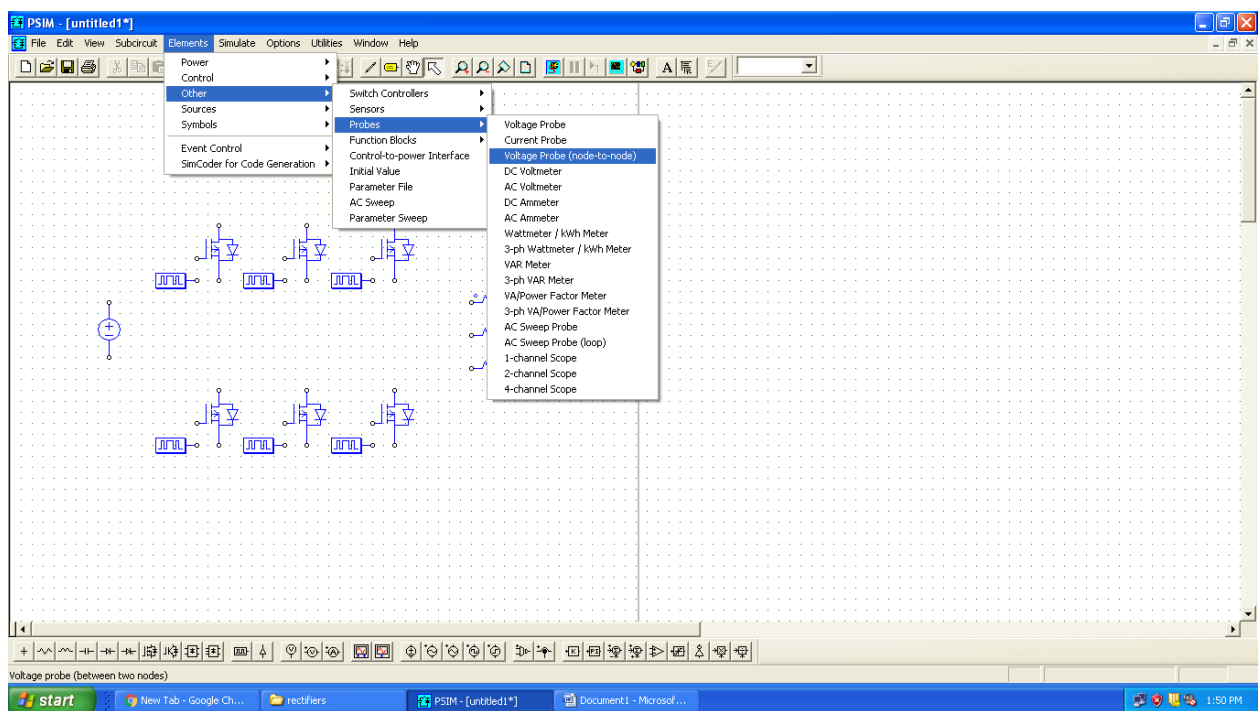 PSIM - [untitled1*]
File Edit View Subcircuit Elements Simulate Options Utilities Window Help
Power
Control
Other
Sources
Symbols
Event Control
SimCoder for Code Generation
Switch Controllers
Sensors
Probes
Function Blocks
Control-to-power Interface
Initial Value
Parameter File
AC Sweep
Parameter Sweep
Voltage Probe
Current Probe
Voltage Probe (node-to-node)
DC Voltmeter
AC Voltmeter
DC Ammeter
AC Ammeter
Wattmeter / kWh Meter
3-ph Wattmeter / kWh Meter
VAR Meter
3-ph VAR Meter
VA/Power Factor Meter
3-ph VA/Power Factor Meter
AC Sweep Probe
AC Sweep Probe (loop)
1-channel Scope
2-channel Scope
4-channel Scope
Voltage probe (between two nodes)
start New Tab - Google Ch... rectifiers PSIM - [untitled1*] Document1 - Microsof... 1:50 PM